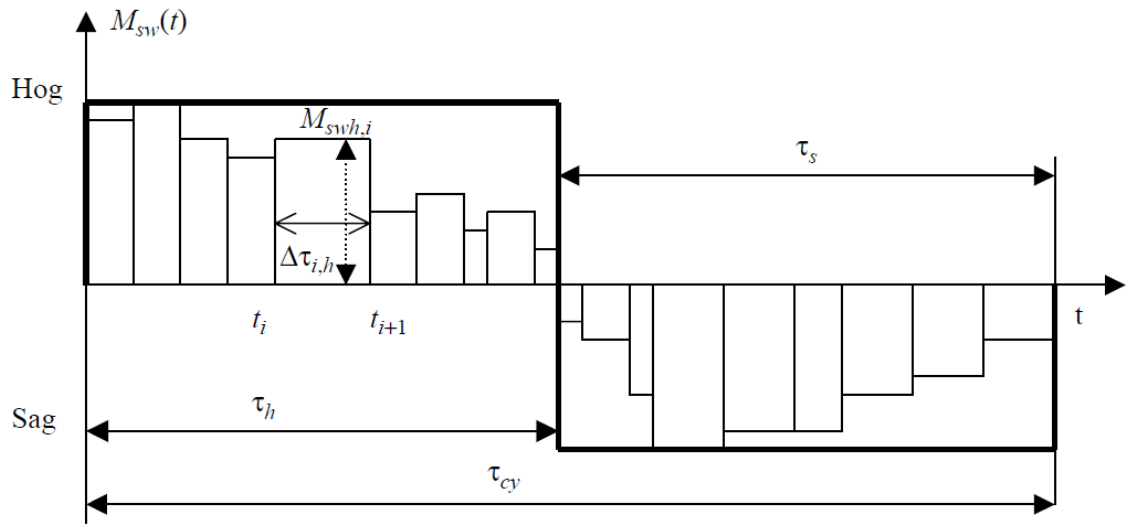 M_sw(t)
Hog
M_swh,i
τ_s
Δτ_i,h
t_i
t_i+1
t
τ_h
Sag
τ_cy